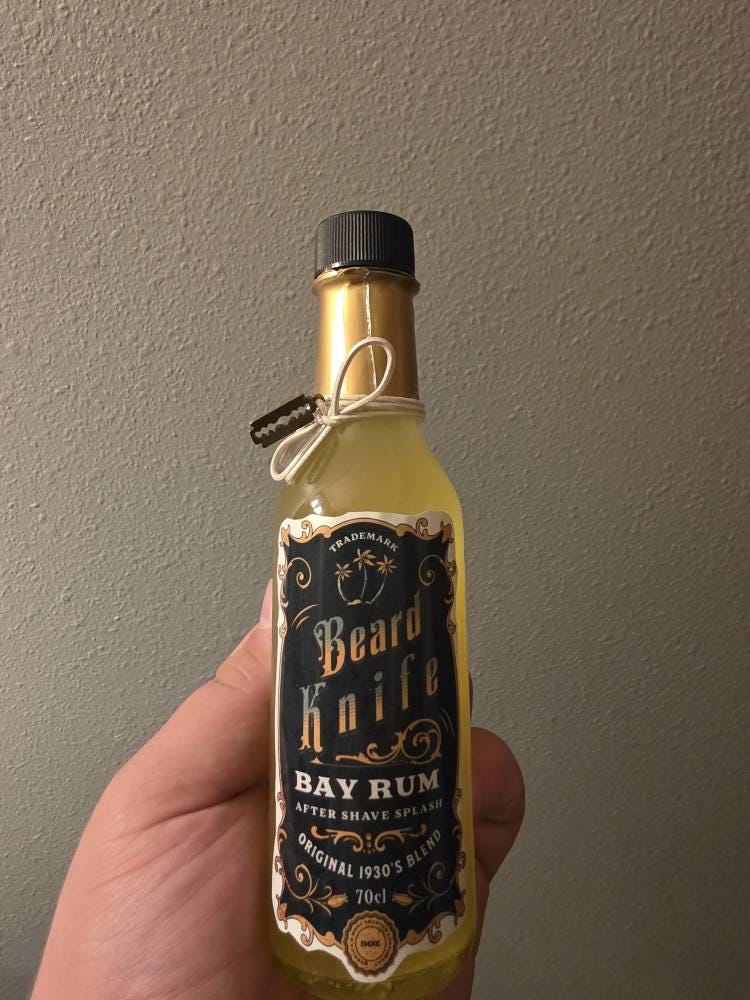 TRADEMARK
Beard
Knife
BAY RUM
AFTER SHAVE SPLASH
ORIGINAL 1930'S BLEND
70cl